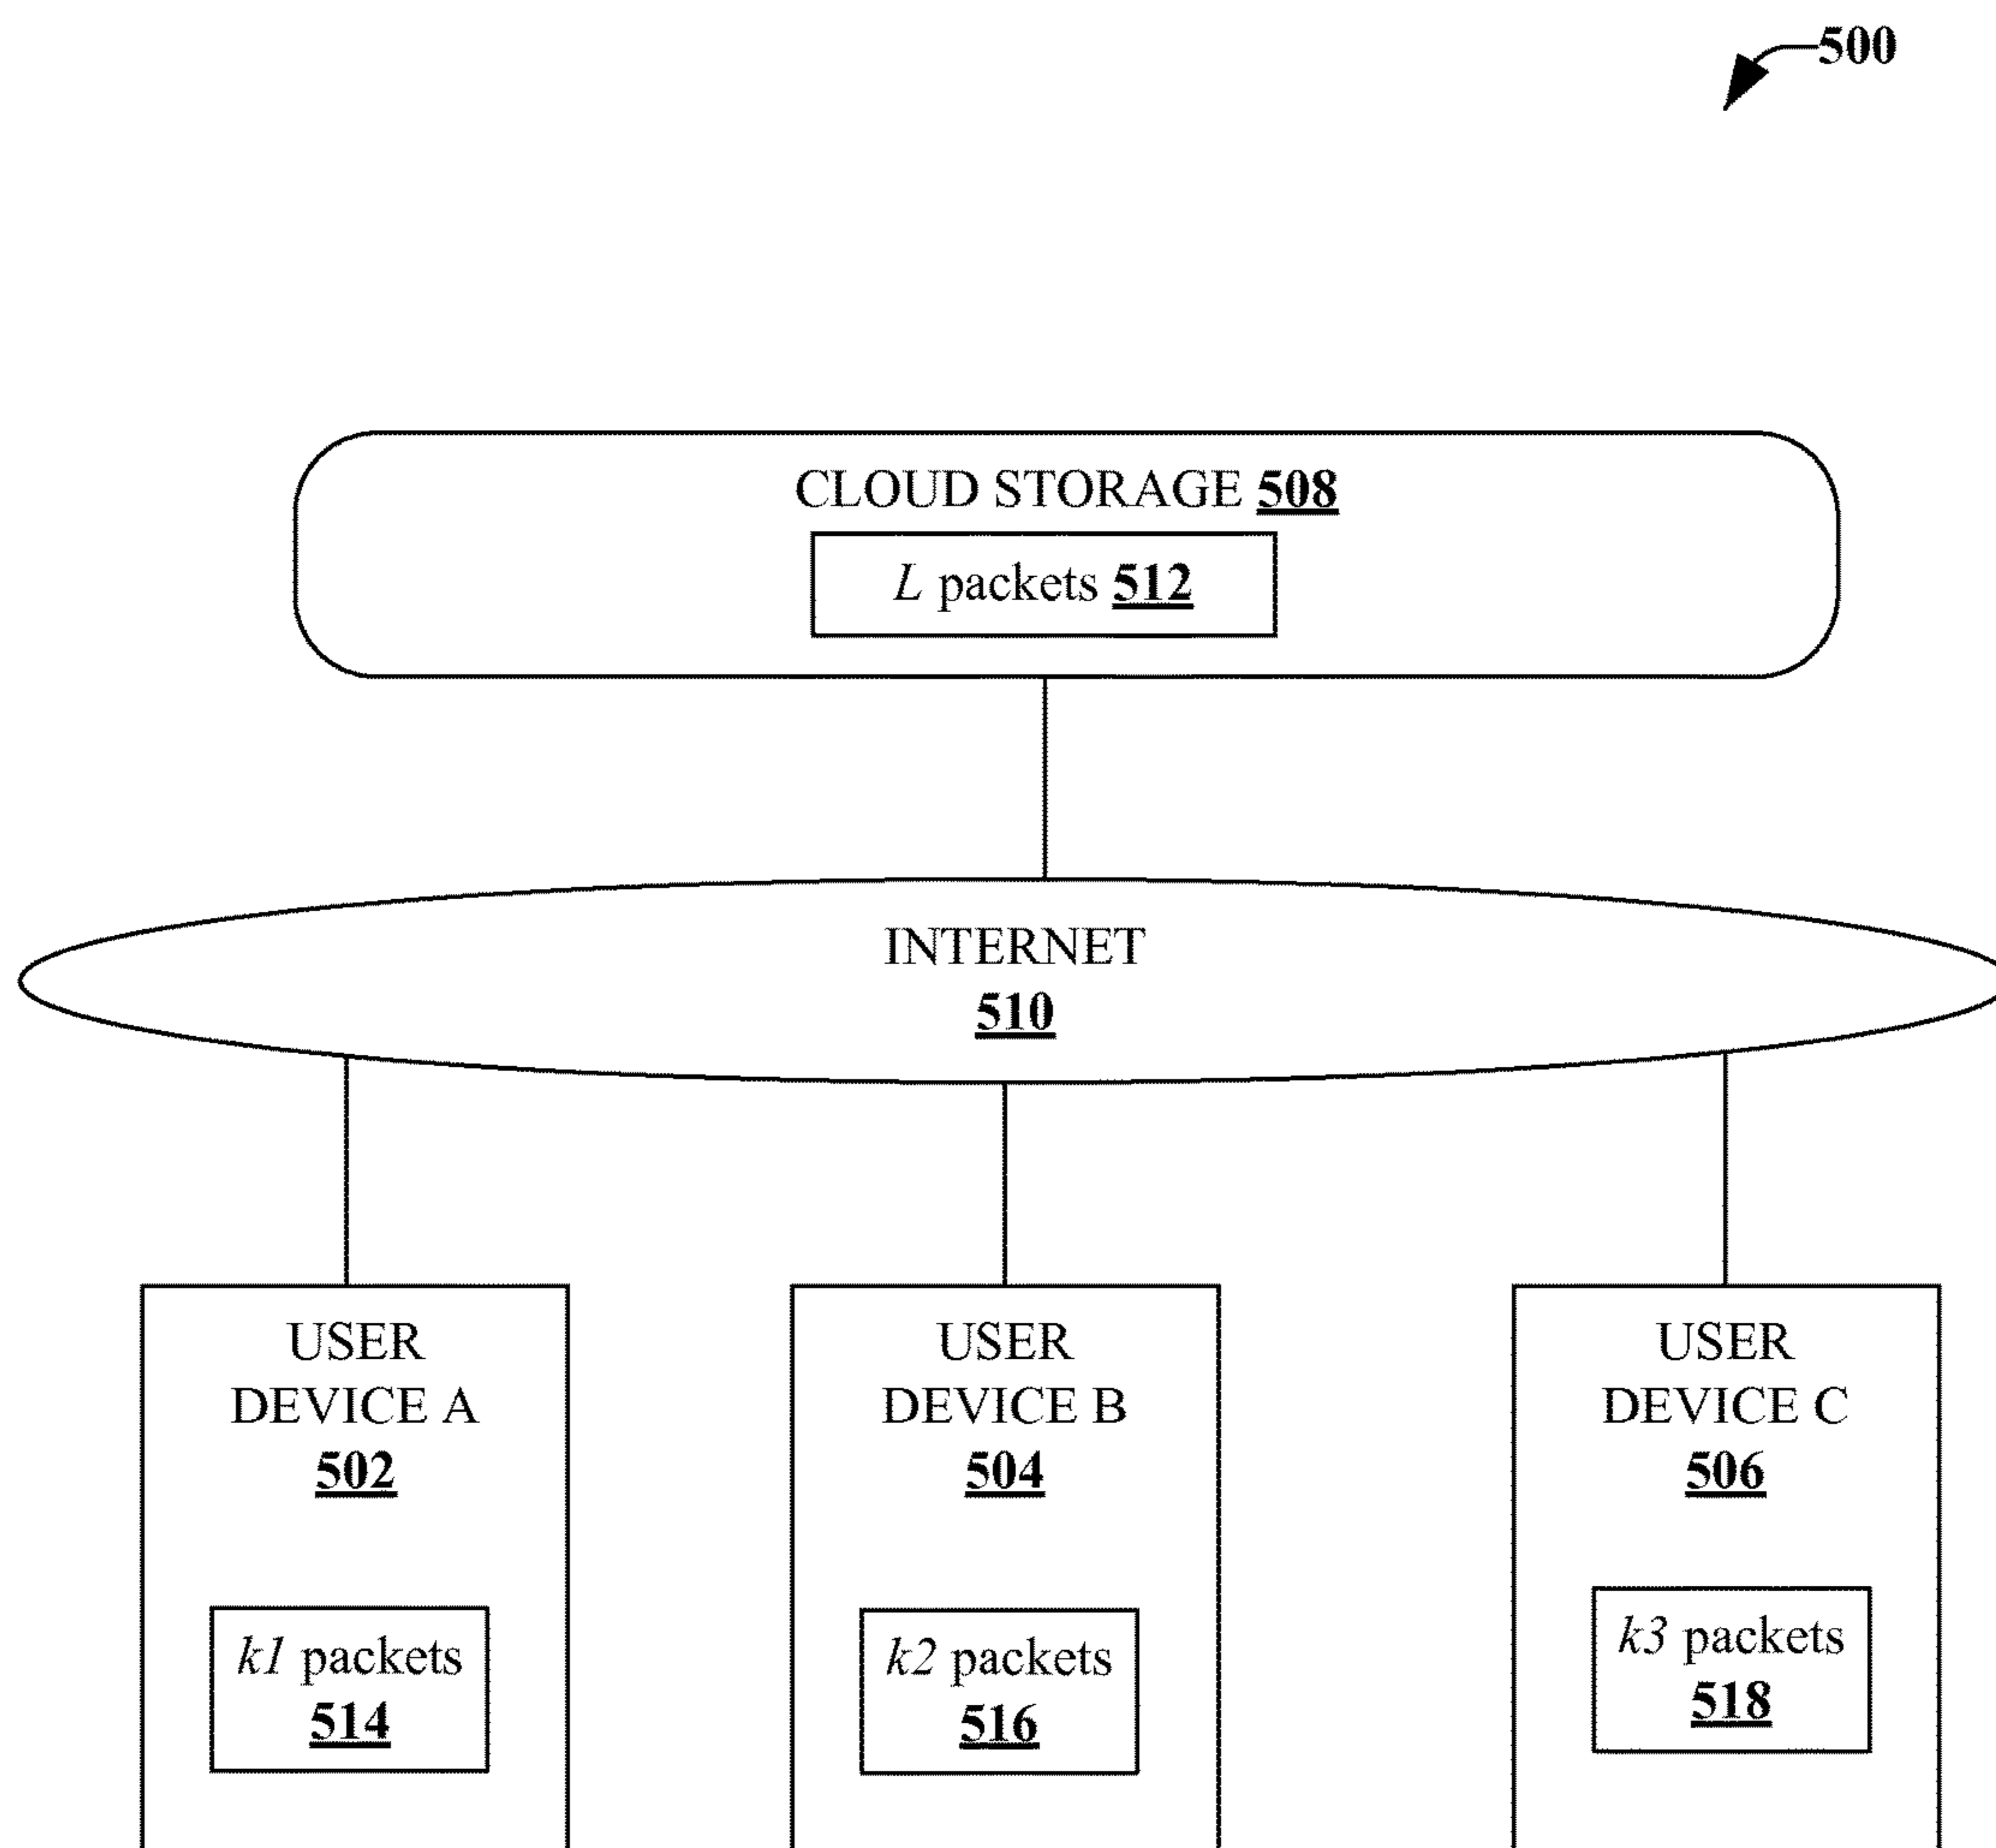 500
CLOUD STORAGE 508
L packets 512
INTERNET
510
USER
DEVICE A
502
k1 packets
514
USER
DEVICE B
504
k2 packets
516
USER
DEVICE C
506
k3 packets
518